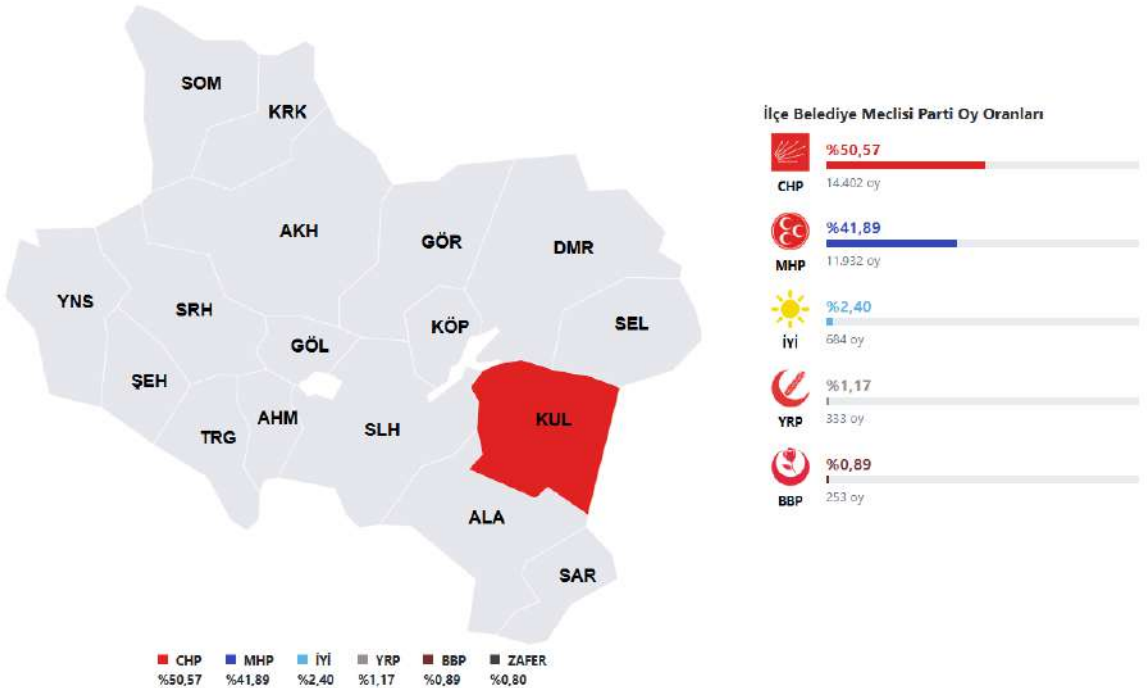 SOM
KRK
AKH
GÖR
DMR
YNS
SRH
KÖP
SEL
GÖL
ŞEH
AHM
KUL
TRG
SLH
ALA
SAR
CHP MHP İYİ YRP BBP ZAFER
%50,57 %41,89 %2,40 %1,17 %0,89 %0,80
İlçe Belediye Meclisi Parti Oy Oranları
%50,57
CHP 14.402 oy
%41,89
MHP 11.932 oy
%2,40
İYİ 684 oy
%1,17
YRP 333 oy
%0,89
BBP 253 oy